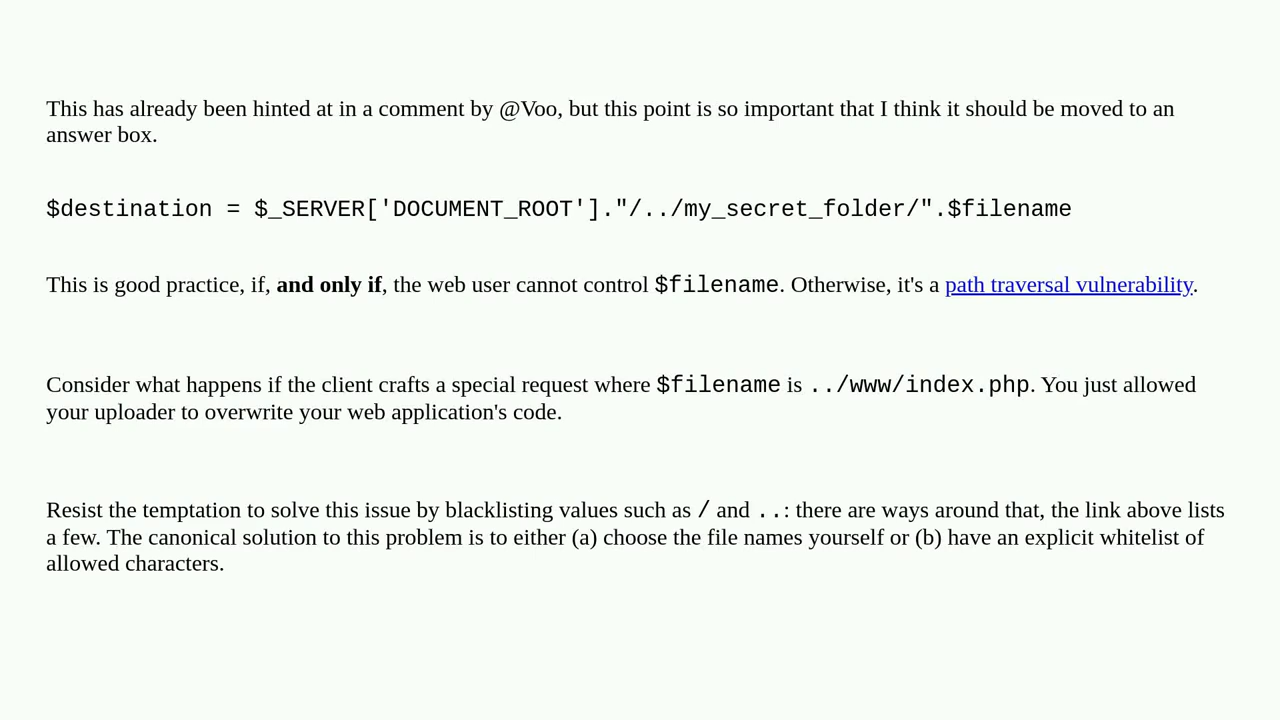 This has already been hinted at in a comment by @Voo, but this point is so important that I think it should be moved to an
answer box.
$destination = $_SERVER['DOCUMENT_ROOT']."/../my_secret_folder/".$filename
This is good practice, if, and only if, the web user cannot control $filename. Otherwise, it's a path traversal vulnerability.
Consider what happens if the client crafts a special request where $filename is ../www/index.php. You just allowed
your uploader to overwrite your web application's code.
Resist the temptation to solve this issue by blacklisting values such as / and ..: there are ways around that, the link above lists
a few. The canonical solution to this problem is to either (a) choose the file names yourself or (b) have an explicit whitelist of
allowed characters.